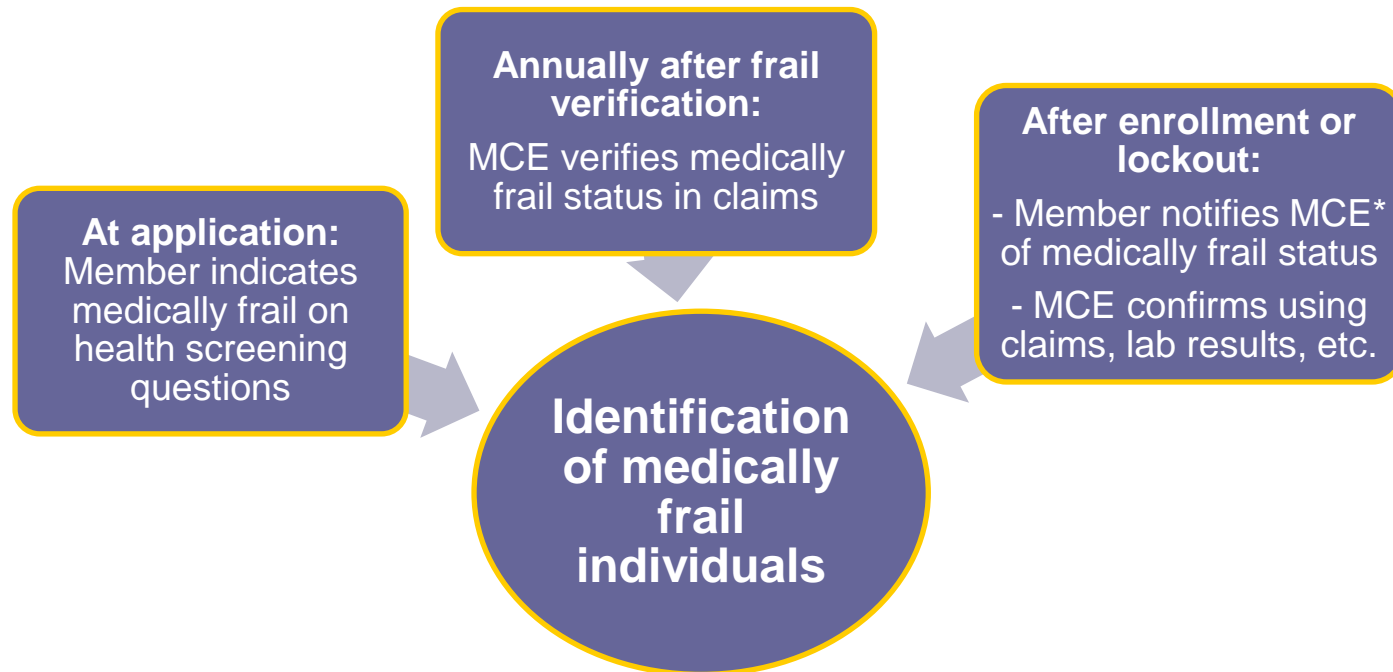 At application:
Member indicates
medically frail on
health screening
questions
Annually after frail
verification:
MCE verifies medically
frail status in claims
After enrollment or
lockout:
- Member notifies MCE*
of medically frail status
- MCE confirms using
claims, lab results, etc.
Identification
of medically
frail
individuals